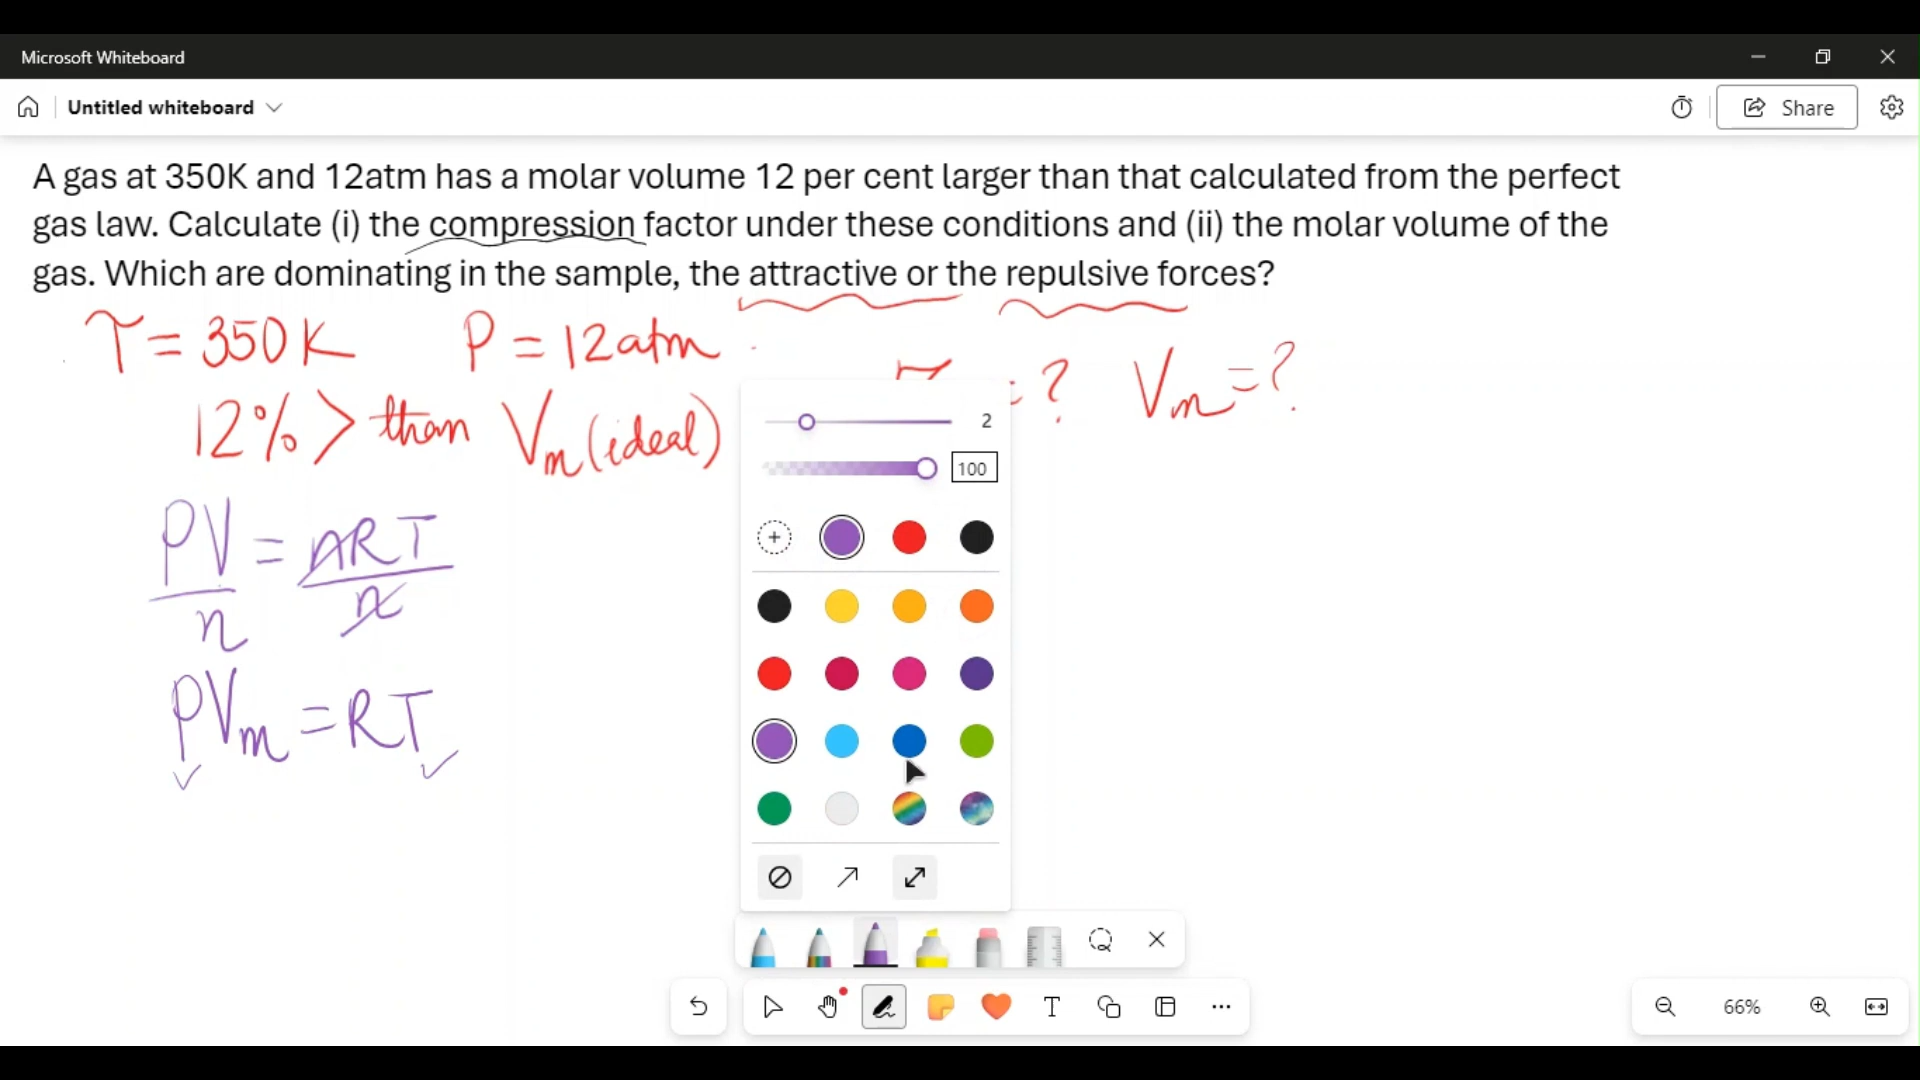 Microsoft Whiteboard
Untitled whiteboard
Share
A gas at 350K and 12atm has a molar volume 12 per cent larger than that calculated from the perfect
gas law. Calculate (i) the compression factor under these conditions and (ii) the molar volume of the
gas. Which are dominating in the sample, the attractive or the repulsive forces?
T = 350 K P = 12 atm
= ? Vm = ?
12% > than Vm (ideal)
2
100
PV/n = nRT/n
PVm = RT
66%